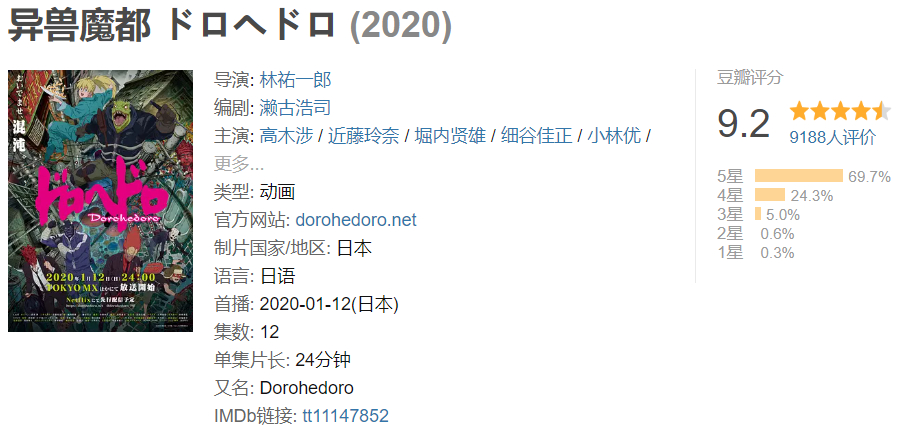 异兽魔都 ドロヘドロ (2020)
おいでませ、
混沌。
ドロヘドロ
Dorohedoro
2020年1月12日(日)24:00
TOKYO MXほかにて放送開始
Netflixにて先行配信予定
导演: 林祐一郎
编剧: 濑古浩司
主演: 高木涉 / 近藤玲奈 / 堀内贤雄 / 细谷佳正 / 小林优 /
更多...
类型: 动画
官方网站: dorohedoro.net
制片国家/地区: 日本
语言: 日语
首播: 2020-01-12(日本)
集数: 12
单集片长: 24分钟
又名: Dorohedoro
IMDb链接: tt11147852
豆瓣评分
9.2
9188人评价
5星 69.7%
4星 24.3%
3星 5.0%
2星 0.6%
1星 0.3%